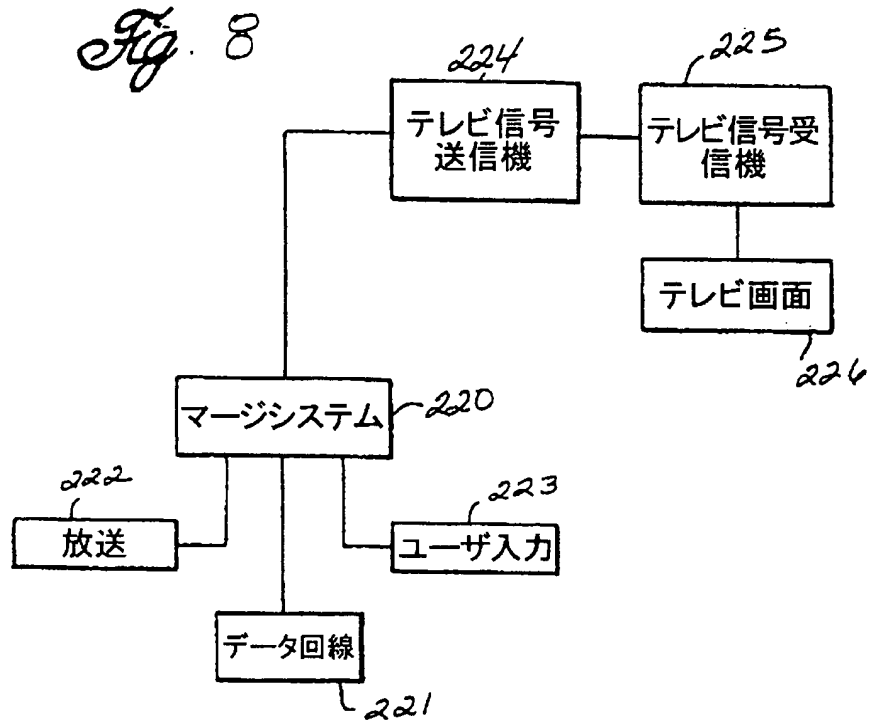 Fig. 8
224
225
テレビ信号
送信機
テレビ信号受
信機
テレビ画面
226
マージシステム
220
222
放送
223
ユーザ入力
データ回線
221